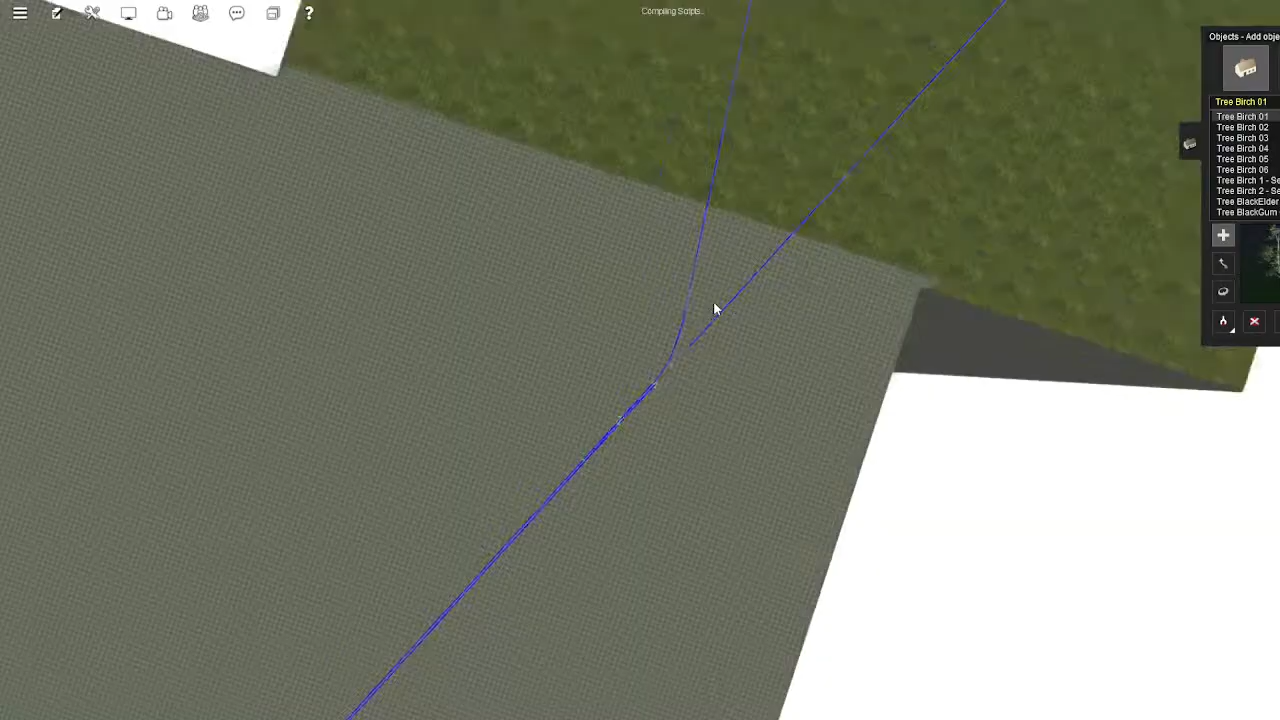 ?
Compiling Scripts..
Objects - Add obje
Tree Birch 01
Tree Birch 01
Tree Birch 02
Tree Birch 03
Tree Birch 04
Tree Birch 05
Tree Birch 06
Tree Birch 1 - Se
Tree Birch 2 - Se
Tree BlackElder
Tree BlackGum